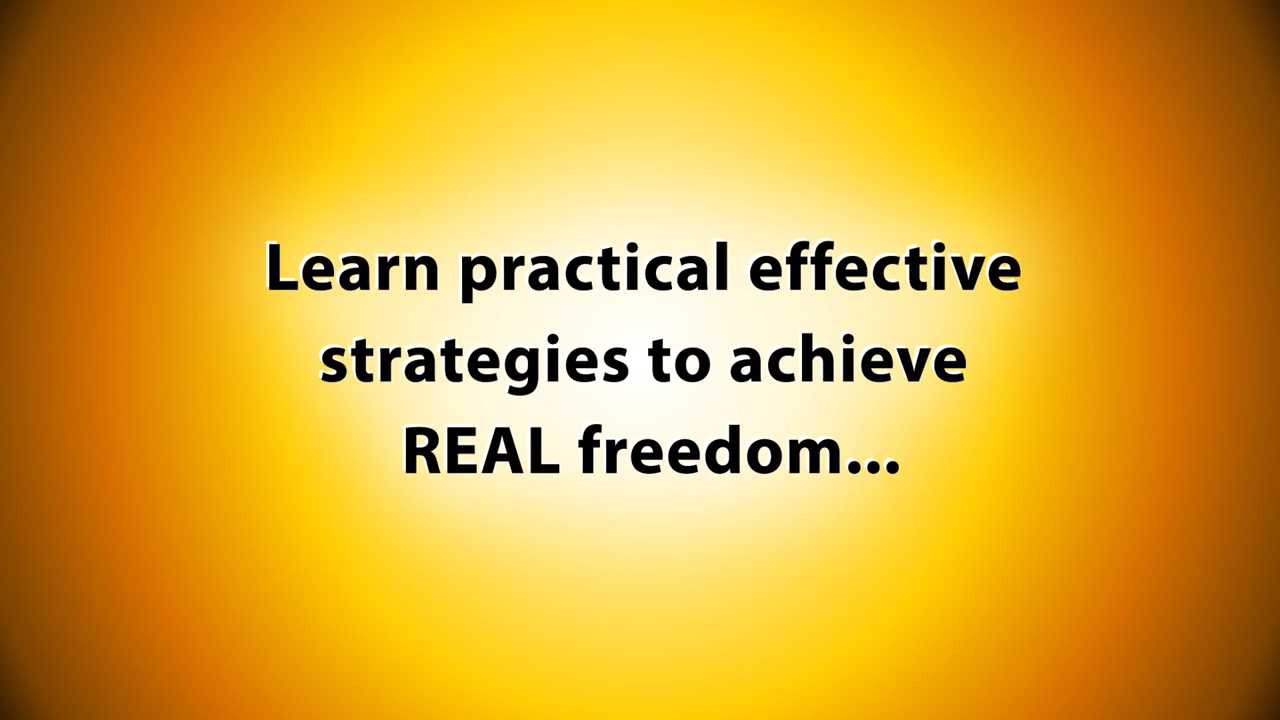 Learn practical effective
strategies to achieve
REAL freedom...